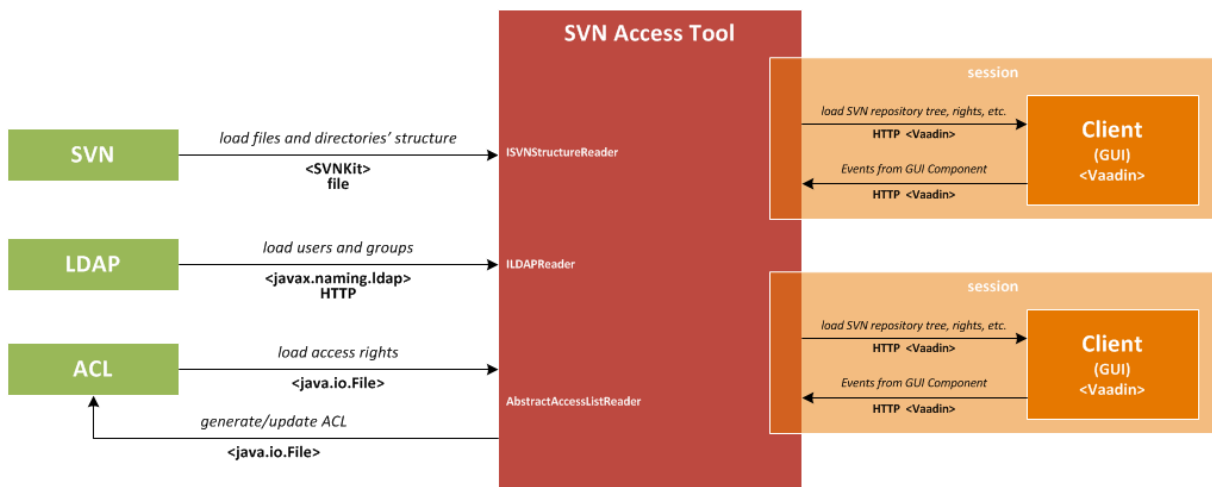 SVN Access Tool
SVN
load files and directories’ structure
<SVNKit>
file
ISVNStructureReader
LDAP
load users and groups
<javax.naming.ldap>
HTTP
ILDAPReader
ACL
load access rights
<java.io.File>
AbstractAccessListReader
generate/update ACL
<java.io.File>
session
load SVN repository tree, rights, etc.
HTTP <Vaadin>
Events from GUI Component
HTTP <Vaadin>
Client
(GUI)
<Vaadin>
session
load SVN repository tree, rights, etc.
HTTP <Vaadin>
Events from GUI Component
HTTP <Vaadin>
Client
(GUI)
<Vaadin>